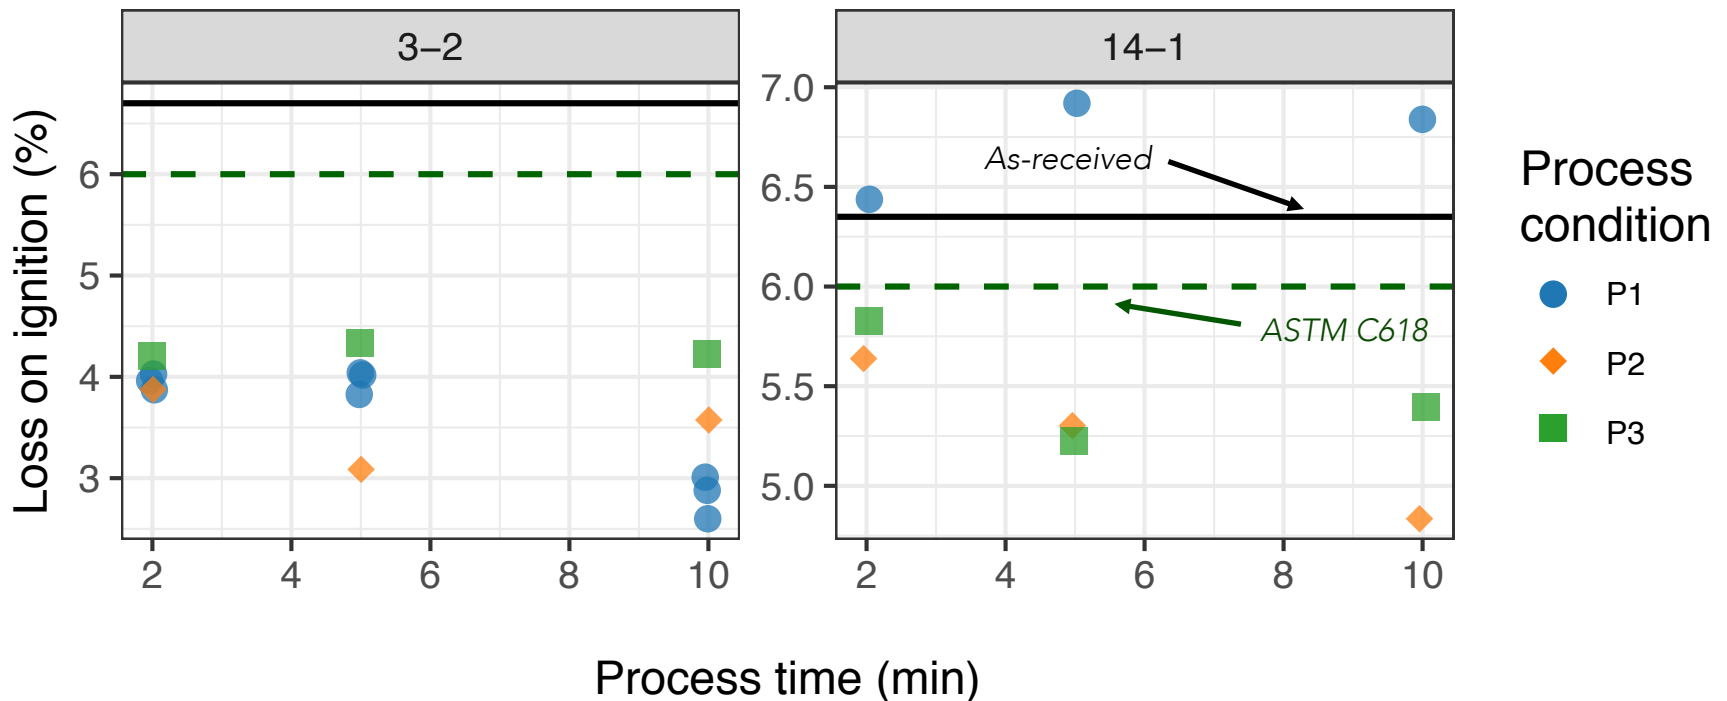 3−2
14−1
Loss on ignition (%)
6
5
4
3
7.0
6.5
6.0
5.5
5.0
As-received
ASTM C618
2
4
6
8
10
2
4
6
8
10
Process time (min)
Process
condition
P1
P2
P3